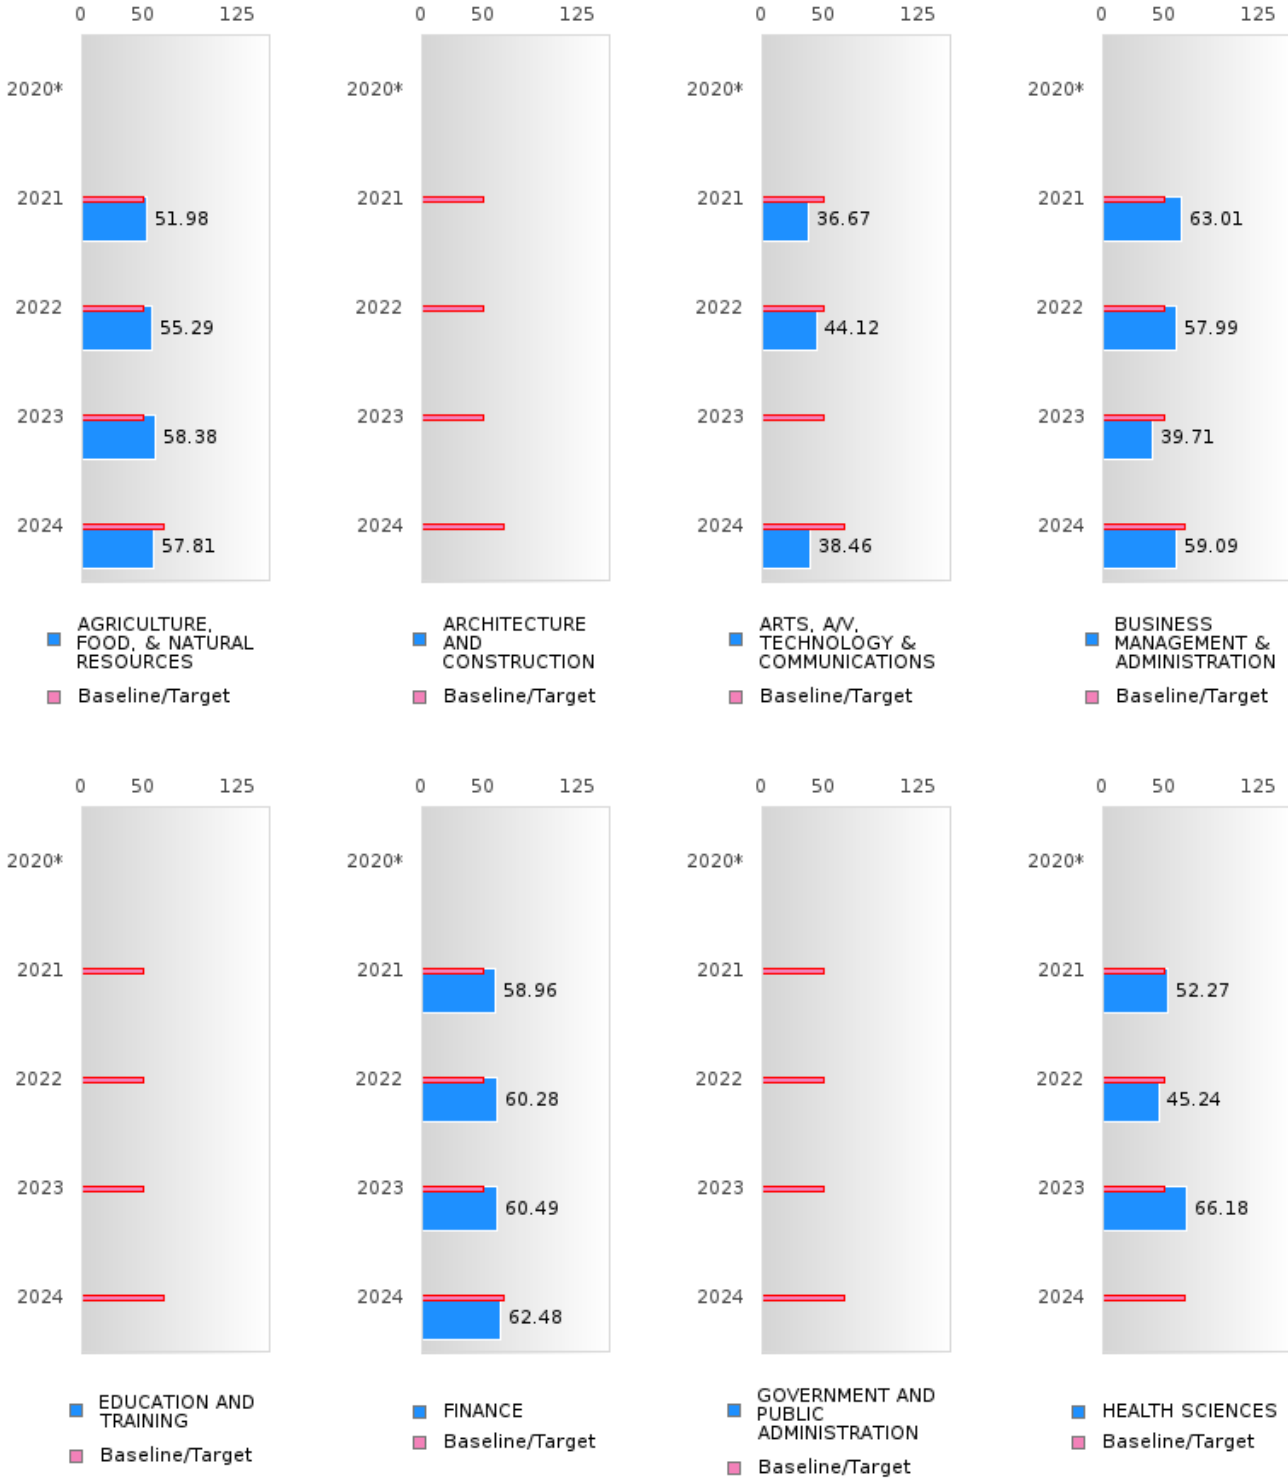 0 50 125 0 50 125 0 50 125 0 50 125
2020* 2020* 2020* 2020*
2021 51.98 2021 2021 36.67 2021 63.01
2022 55.29 2022 2022 44.12 2022 57.99
2023 58.38 2023 2023 2023 39.71
2024 57.81 2024 2024 38.46 2024 59.09
AGRICULTURE,
FOOD, & NATURAL
RESOURCES
Baseline/Target
ARCHITECTURE
AND
CONSTRUCTION
Baseline/Target
ARTS, A/V,
TECHNOLOGY &
COMMUNICATIONS
Baseline/Target
BUSINESS
MANAGEMENT &
ADMINISTRATION
Baseline/Target
0 50 125 0 50 125 0 50 125 0 50 125
2020* 2020* 2020* 2020*
2021 2021 58.96 2021 2021 52.27
2022 2022 60.28 2022 2022 45.24
2023 2023 60.49 2023 2023 66.18
2024 2024 62.48 2024 2024
EDUCATION AND
TRAINING
Baseline/Target
FINANCE
Baseline/Target
GOVERNMENT AND
PUBLIC
ADMINISTRATION
Baseline/Target
HEALTH SCIENCES
Baseline/Target